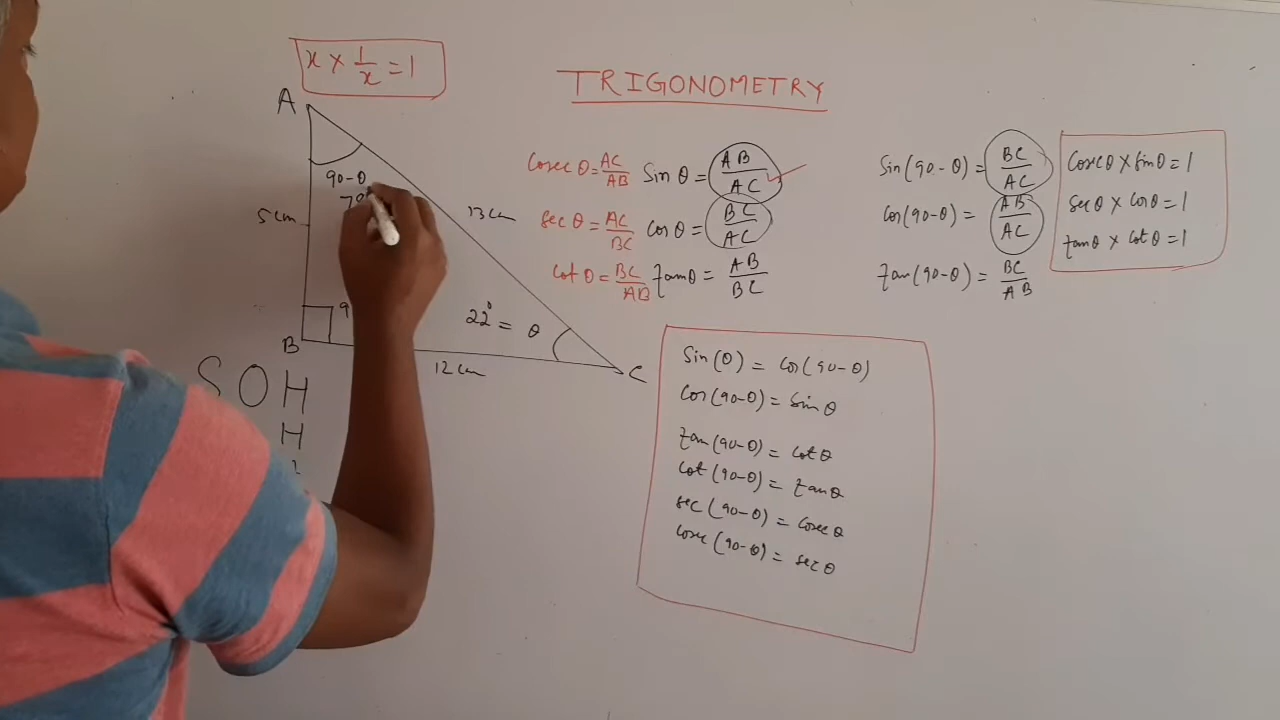 x × 1/x = 1
TRIGONOMETRY
A
90-θ
5cm
13cm
B
22° = θ
12cm
C
SOH
H
Cosec θ = AC/AB Sin θ = AB/AC
sec θ = AC/BC cos θ = BC/AC
cot θ = BC/AB tan θ = AB/BC
Sin(90-θ) = BC/AC
cos(90-θ) = AB/AC
tan(90-θ) = BC/AB
Cosec θ × Sin θ = 1
sec θ × cos θ = 1
tan θ × cot θ = 1
Sin(θ) = cos(90-θ)
cos(90-θ) = Sin θ
tan(90-θ) = cot θ
cot(90-θ) = tan θ
sec(90-θ) = cosec θ
cosec(90-θ) = sec θ